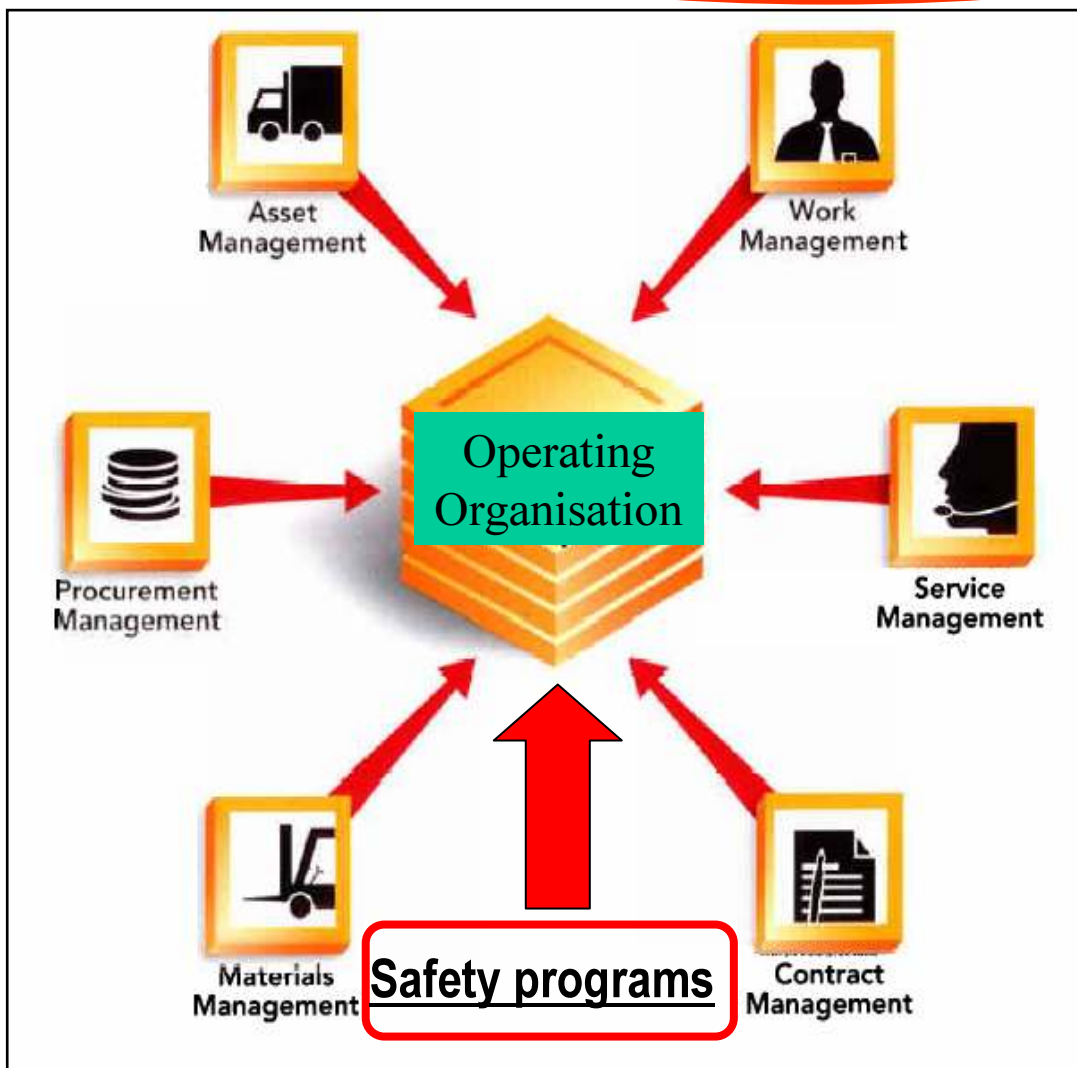 Asset
Management
Work
Management
Operating
Organisation
Procurement
Management
Service
Management
Materials
Management
Safety programs
Contract
Management